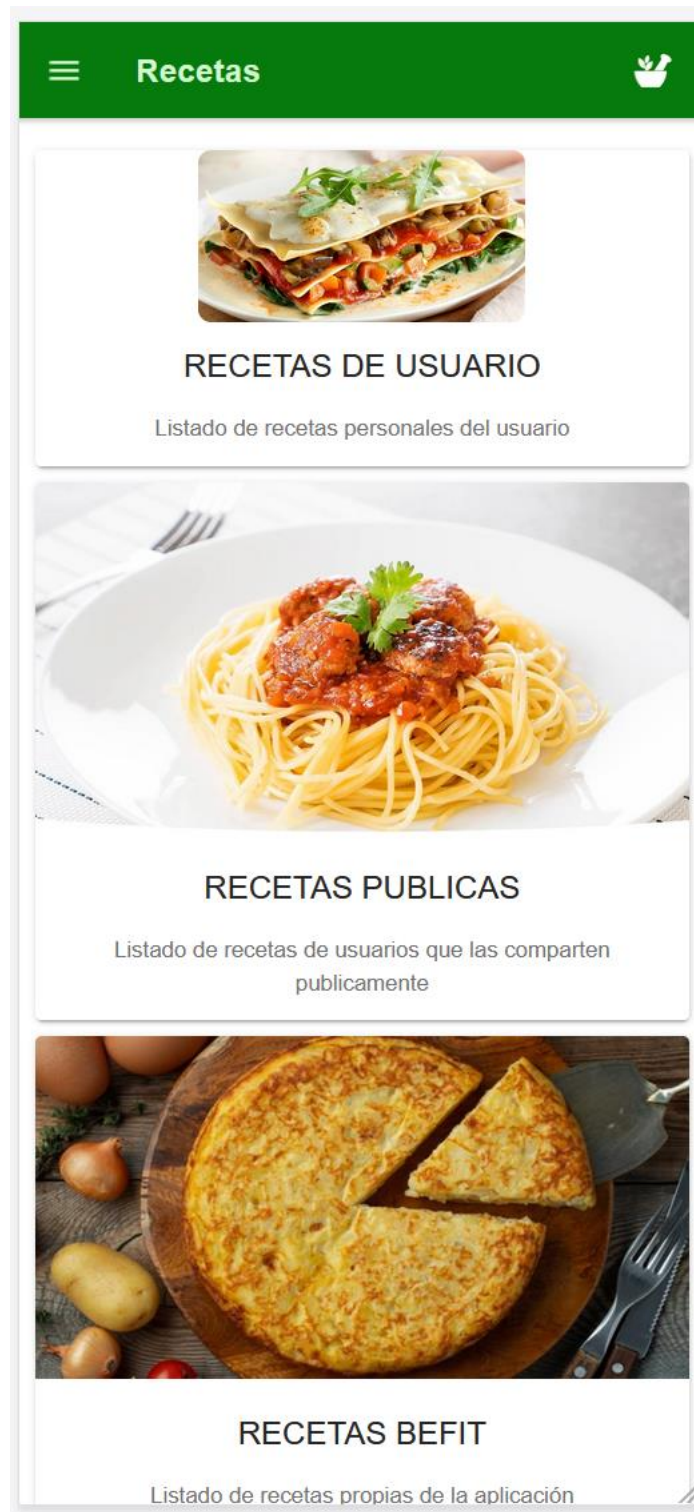 Recetas
RECETAS DE USUARIO
Listado de recetas personales del usuario
RECETAS PUBLICAS
Listado de recetas de usuarios que las comparten
publicamente
RECETAS BEFIT
Listado de recetas propias de la aplicación